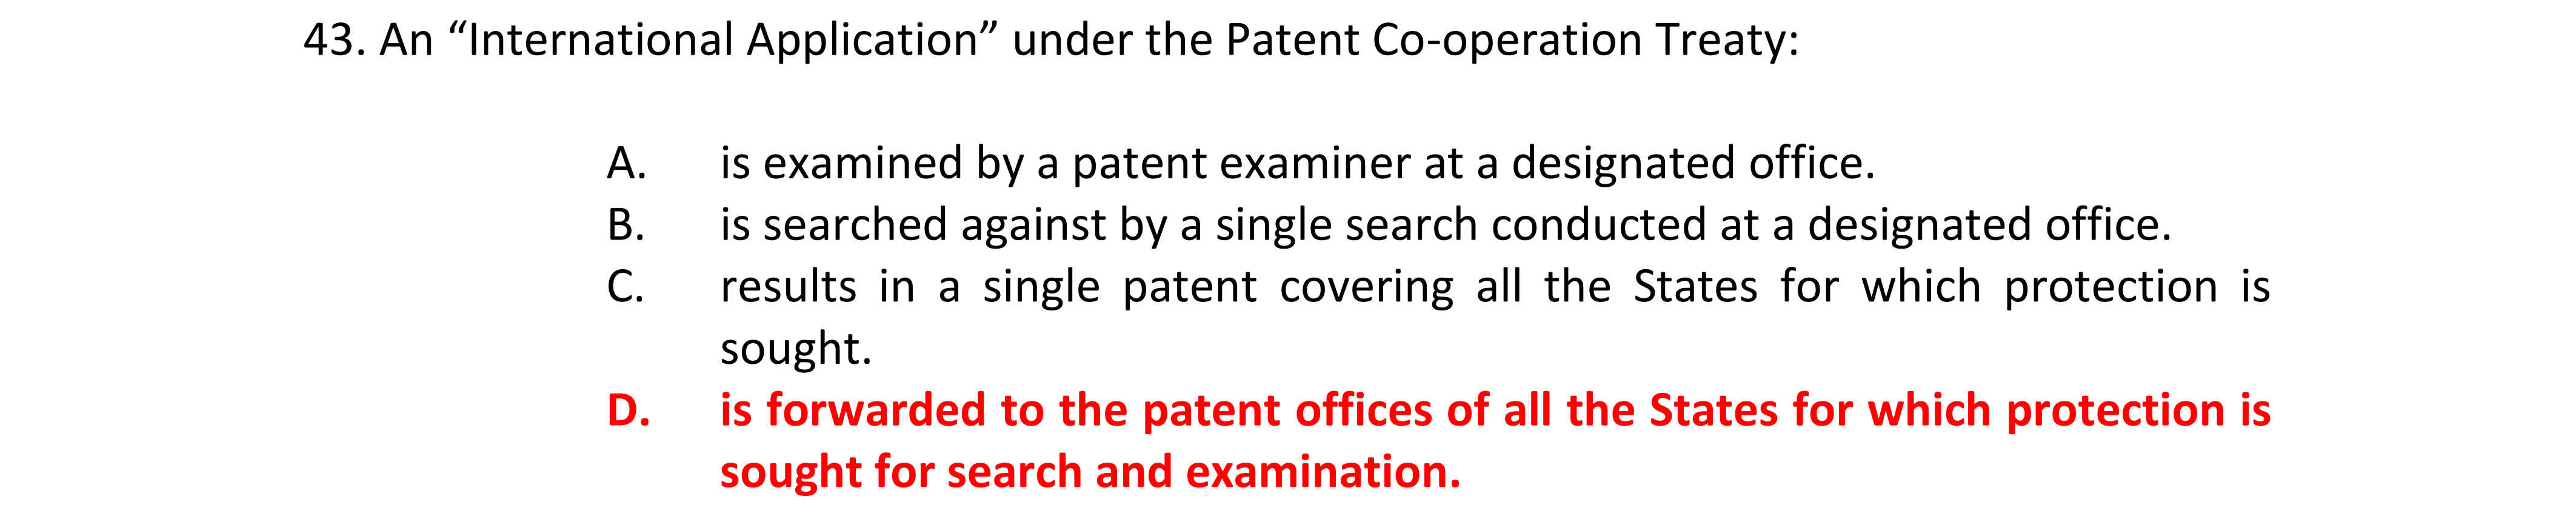 43. An “International Application” under the Patent Co-operation Treaty:
A. is examined by a patent examiner at a designated office.
B. is searched against by a single search conducted at a designated office.
C. results in a single patent covering all the States for which protection is
sought.
D. is forwarded to the patent offices of all the States for which protection is
sought for search and examination.